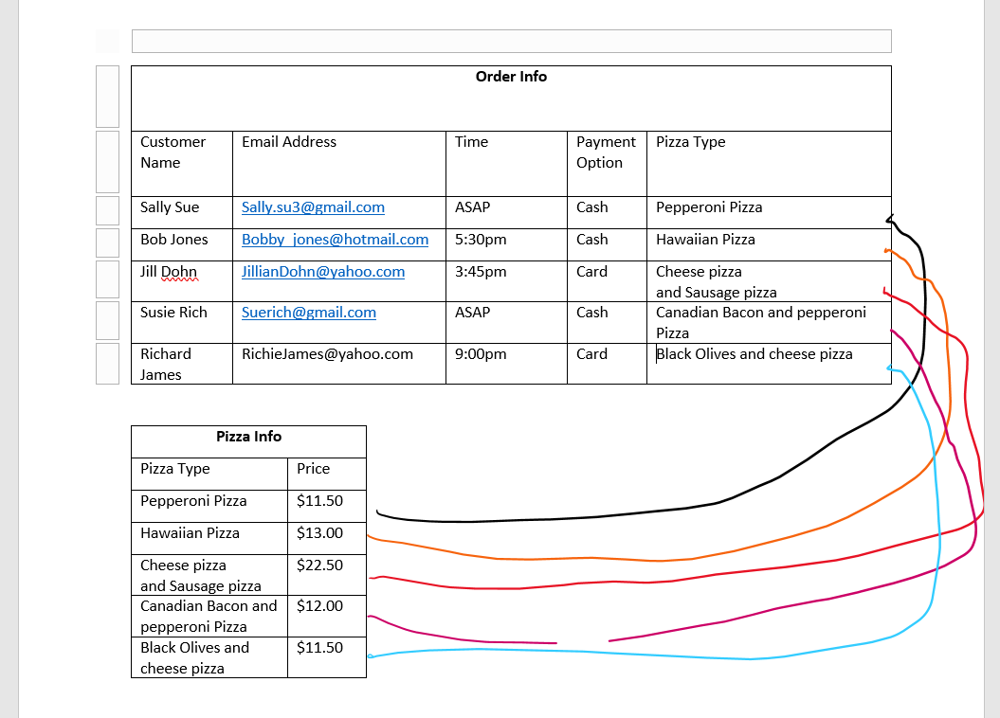 Order Info
Customer Name Email Address Time Payment Option Pizza Type
Sally Sue Sally.su3@gmail.com ASAP Cash Pepperoni Pizza
Bob Jones Bobby_jones@hotmail.com 5:30pm Cash Hawaiian Pizza
Jill Dohn JillianDohn@yahoo.com 3:45pm Card Cheese pizza and Sausage pizza
Susie Rich Suerich@gmail.com ASAP Cash Canadian Bacon and pepperoni Pizza
Richard James RichieJames@yahoo.com 9:00pm Card Black Olives and cheese pizza
Pizza Info
Pizza Type Price
Pepperoni Pizza $11.50
Hawaiian Pizza $13.00
Cheese pizza and Sausage pizza $22.50
Canadian Bacon and pepperoni Pizza $12.00
Black Olives and cheese pizza $11.50